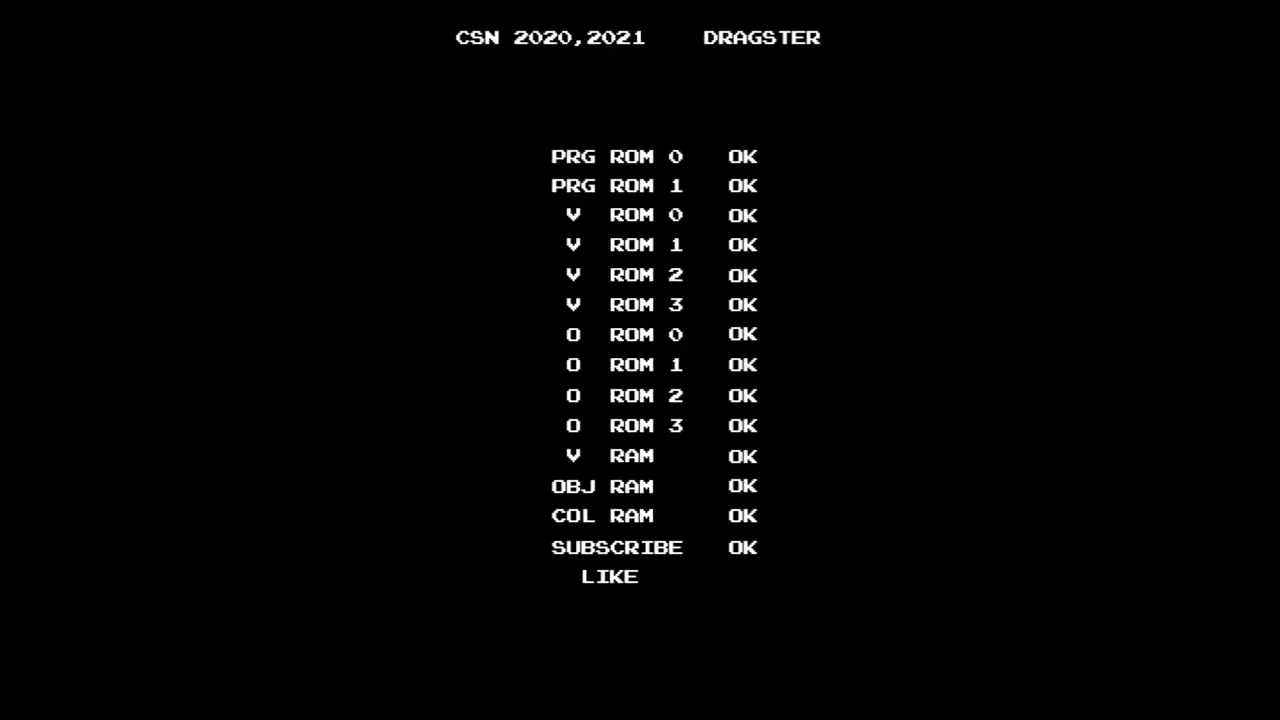 CSN 2020,2021 DRAGSTER
PRG ROM 0 OK
PRG ROM 1 OK
V ROM 0 OK
V ROM 1 OK
V ROM 2 OK
V ROM 3 OK
O ROM 0 OK
O ROM 1 OK
O ROM 2 OK
O ROM 3 OK
V RAM OK
OBJ RAM OK
COL RAM OK
SUBSCRIBE OK
LIKE